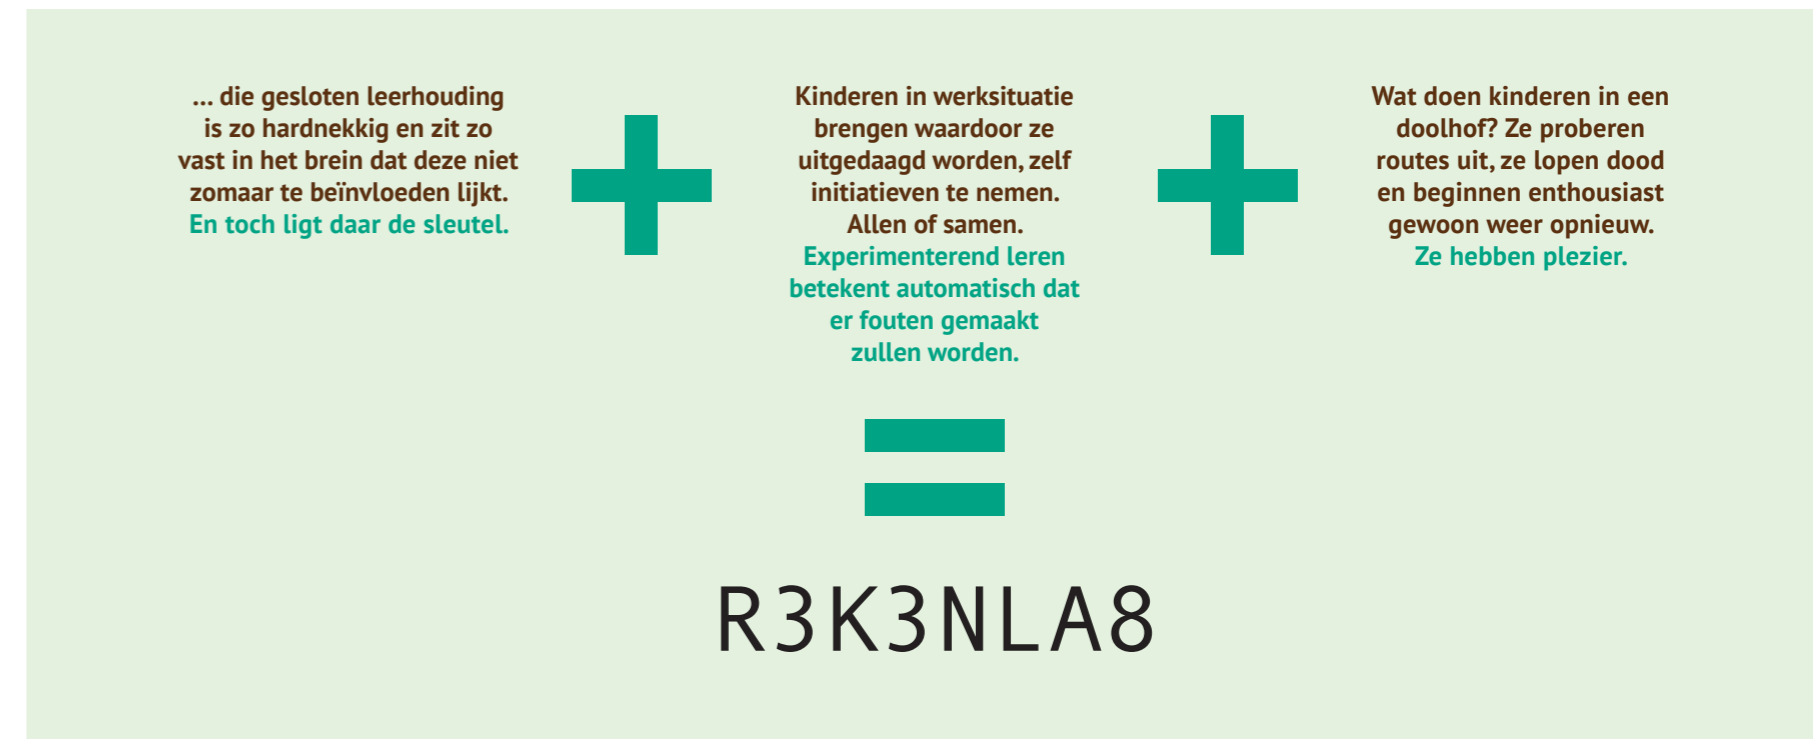 ... die gesloten leerhouding
is zo hardnekkig en zit zo
vast in het brein dat deze niet
zomaar te beïnvloeden lijkt.
En toch ligt daar de sleutel.
Kinderen in werksituatie
brengen waardoor ze
uitgedaagd worden, zelf
initiatieven te nemen.
Allen of samen.
Experimenterend leren
betekent automatisch dat
er fouten gemaakt
zullen worden.
Wat doen kinderen in een
doolhof? Ze proberen
routes uit, ze lopen dood
en beginnen enthousiast
gewoon weer opnieuw.
Ze hebben plezier.
R3K3NLA8